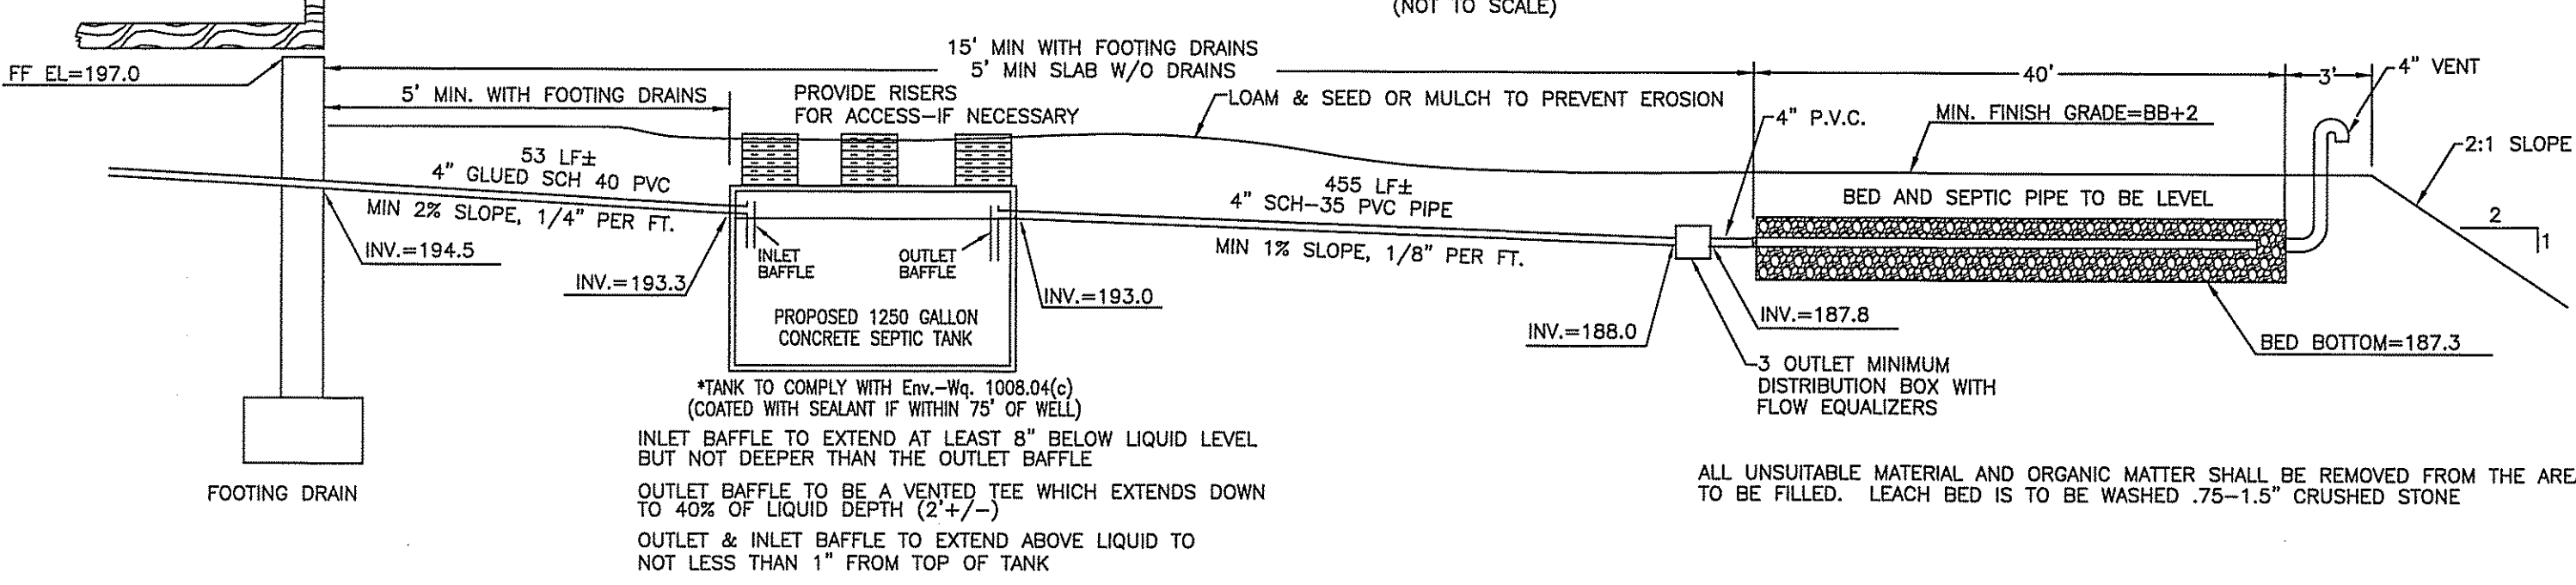 (NOT TO SCALE)
FF EL=197.0
15' MIN WITH FOOTING DRAINS
5' MIN SLAB W/O DRAINS
40'
3'
4" VENT
5' MIN. WITH FOOTING DRAINS
PROVIDE RISERS
FOR ACCESS-IF NECESSARY
LOAM & SEED OR MULCH TO PREVENT EROSION
4" P.V.C.
MIN. FINISH GRADE=BB+2
2:1 SLOPE
53 LF±
4" GLUED SCH 40 PVC
MIN 2% SLOPE, 1/4" PER FT.
455 LF±
4" SCH-35 PVC PIPE
MIN 1% SLOPE, 1/8" PER FT.
BED AND SEPTIC PIPE TO BE LEVEL
2
1
INV.=194.5
INV.=193.3
INLET
BAFFLE
OUTLET
BAFFLE
INV.=193.0
PROPOSED 1250 GALLON
CONCRETE SEPTIC TANK
INV.=188.0
INV.=187.8
BED BOTTOM=187.3
3 OUTLET MINIMUM
DISTRIBUTION BOX WITH
FLOW EQUALIZERS
*TANK TO COMPLY WITH Env.-Wq. 1008.04(c)
(COATED WITH SEALANT IF WITHIN 75' OF WELL)
INLET BAFFLE TO EXTEND AT LEAST 8" BELOW LIQUID LEVEL
BUT NOT DEEPER THAN THE OUTLET BAFFLE
OUTLET BAFFLE TO BE A VENTED TEE WHICH EXTENDS DOWN
TO 40% OF LIQUID DEPTH (2'+/-)
OUTLET & INLET BAFFLE TO EXTEND ABOVE LIQUID TO
NOT LESS THAN 1" FROM TOP OF TANK
FOOTING DRAIN
ALL UNSUITABLE MATERIAL AND ORGANIC MATTER SHALL BE REMOVED FROM THE ARE
TO BE FILLED. LEACH BED IS TO BE WASHED .75-1.5" CRUSHED STONE